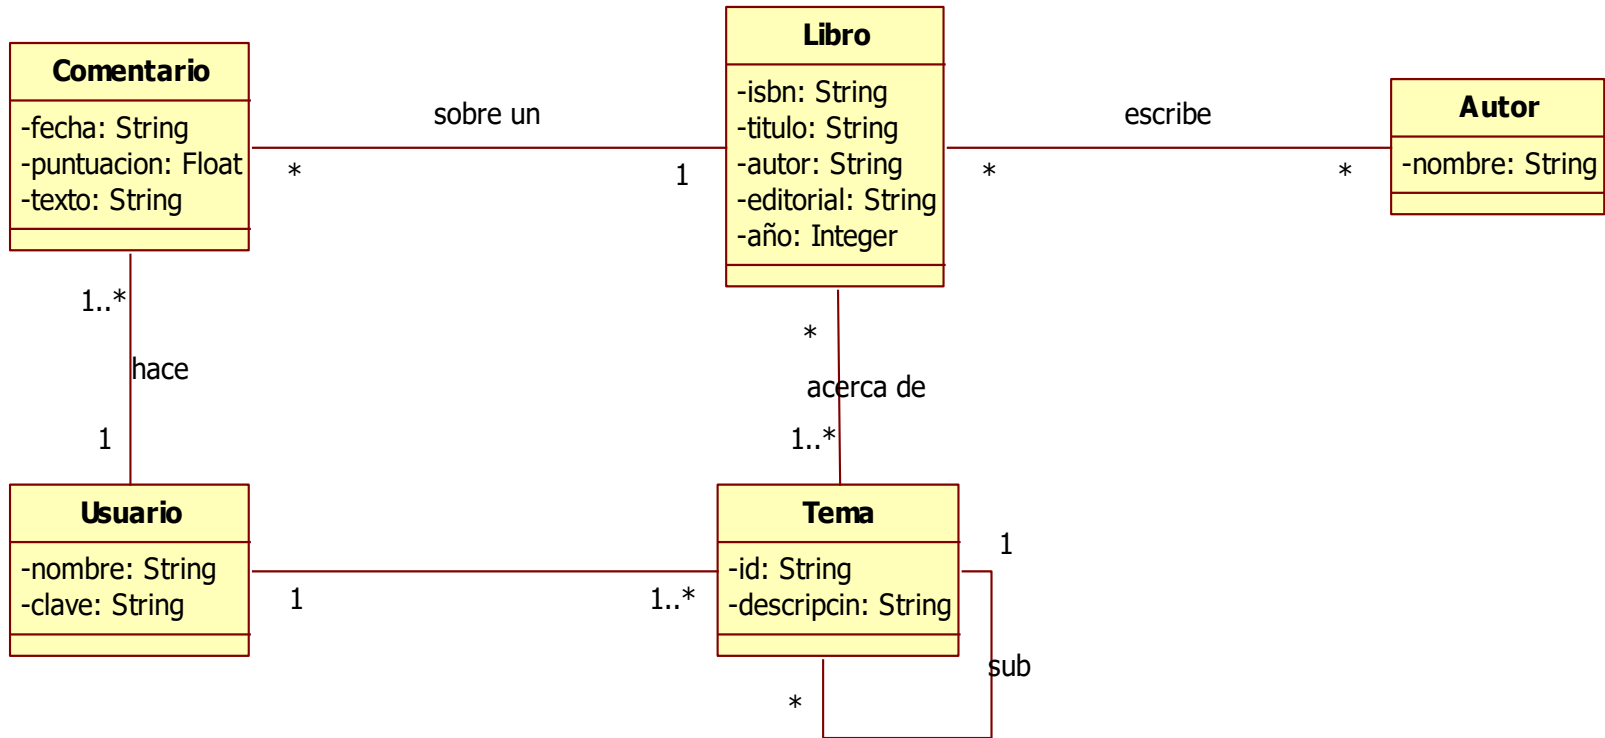 Comentario
-fecha: String
-puntuacion: Float
-texto: String
sobre un
*
1
Libro
-isbn: String
-titulo: String
-autor: String
-editorial: String
-año: Integer
escribe
*
*
Autor
-nombre: String
1..*
hace
1
*
acerca de
1..*
Usuario
-nombre: String
-clave: String
1
1..*
Tema
-id: String
-descripcin: String
1
sub
*